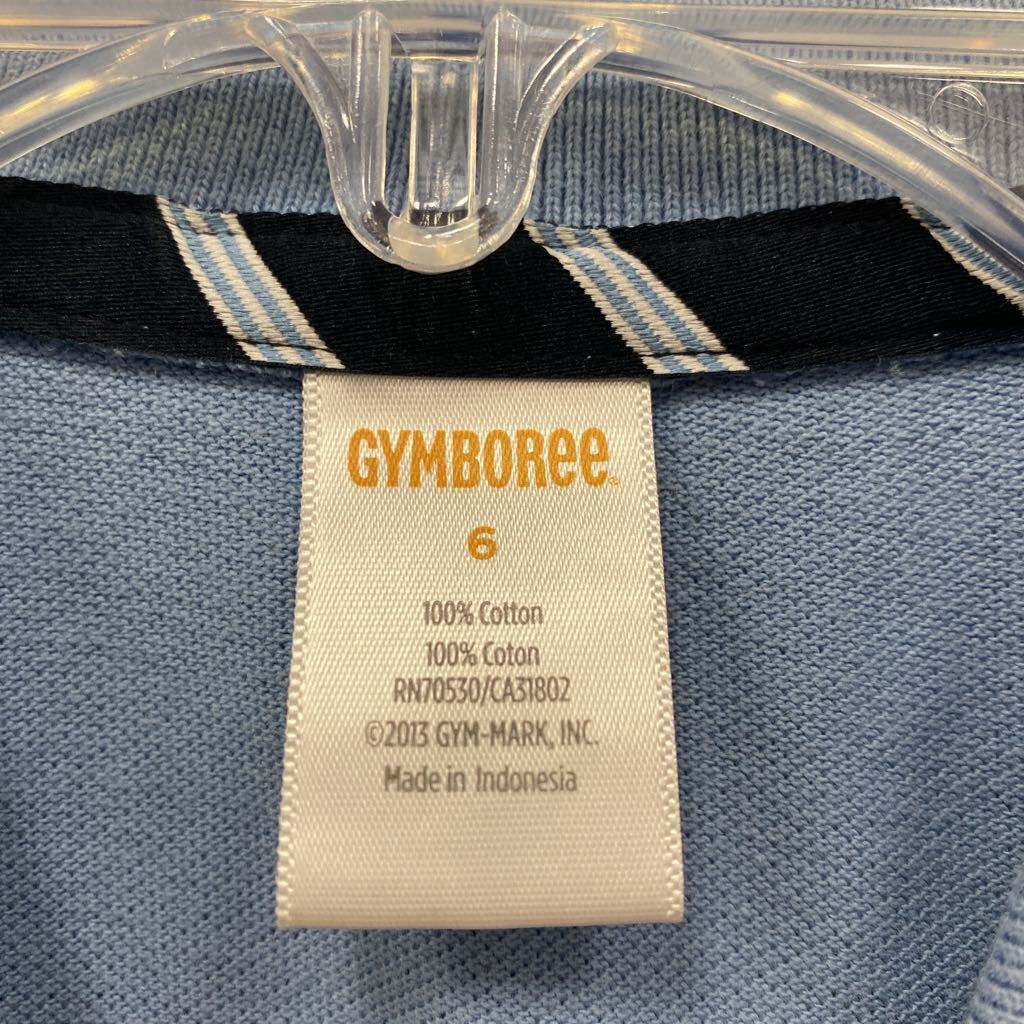 GYMBOREE
6
100% Cotton
100% Coton
RN70530/CA31802
©2013 GYM-MARK, INC.
Made in Indonesia